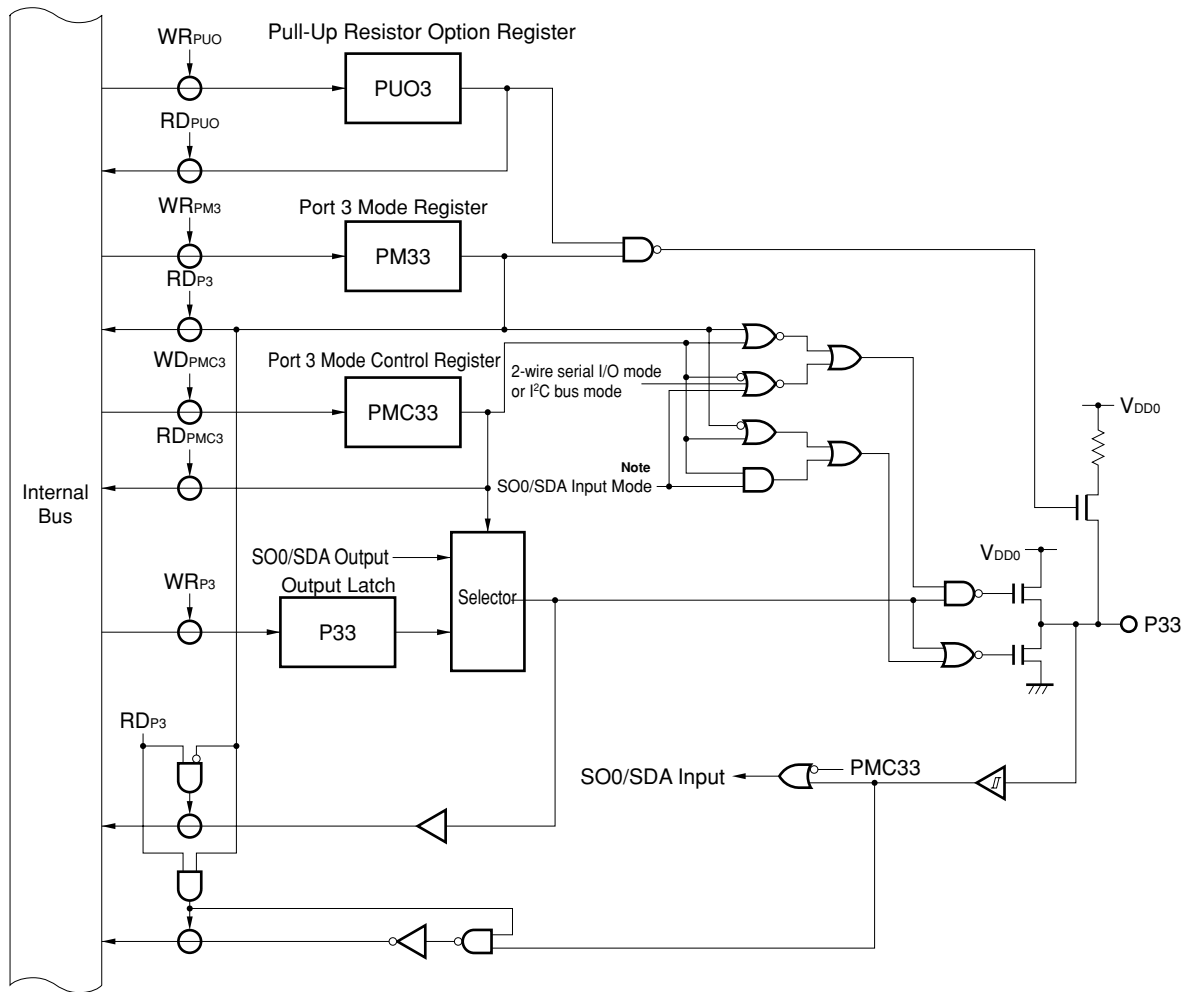 Pull-Up Resistor Option Register
WRPUO
PUO3
RDPUO
WRPM3
Port 3 Mode Register
PM33
RDP3
WDPMC3
Port 3 Mode Control Register
2-wire serial I/O mode
or I²C bus mode
PMC33
VDD0
RDPMC3
Note
SO0/SDA Input Mode
Internal
Bus
SO0/SDA Output
VDD0
WRP3
Output Latch
Selector
P33
P33
RDP3
SO0/SDA Input
PMC33